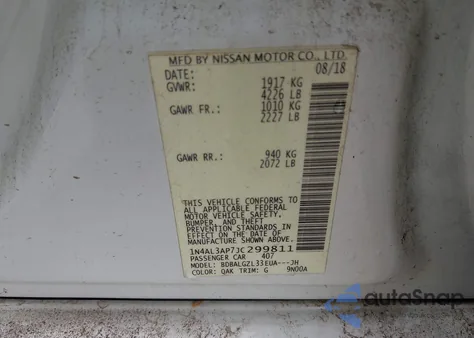 MFD BY NISSAN MOTOR CO., LTD.
DATE: 08/18
GVWR: 1917 KG
4226 LB
GAWR FR.: 1010 KG
2227 LB
GAWR RR.: 940 KG
2072 LB
THIS VEHICLE CONFORMS TO
ALL APPLICABLE FEDERAL
MOTOR VEHICLE SAFETY,
BUMPER, AND THEFT
PREVENTION STANDARDS
IN EFFECT ON THE DATE OF
MANUFACTURE SHOWN ABOVE.
1N4AL3AP7JC299811
PASSENGER CAR 407
MODEL: BDBALGZL33EUA---JH
COLOR: QAK TRIM: G 9N00A
autoSnap